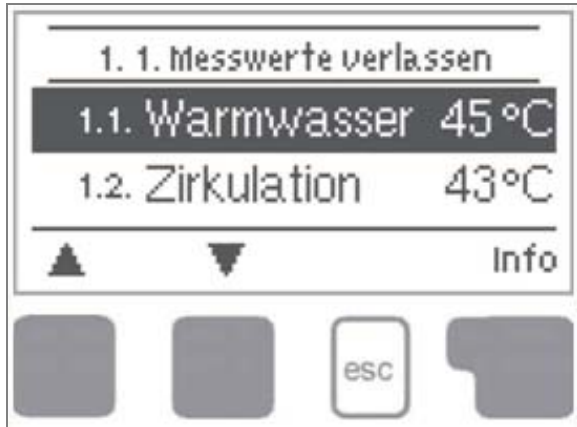 1. 1. Messwerte verlassen
1.1. Warmwasser 45°C
1.2. Zirkulation 43°C
▲ ▼ Info
esc